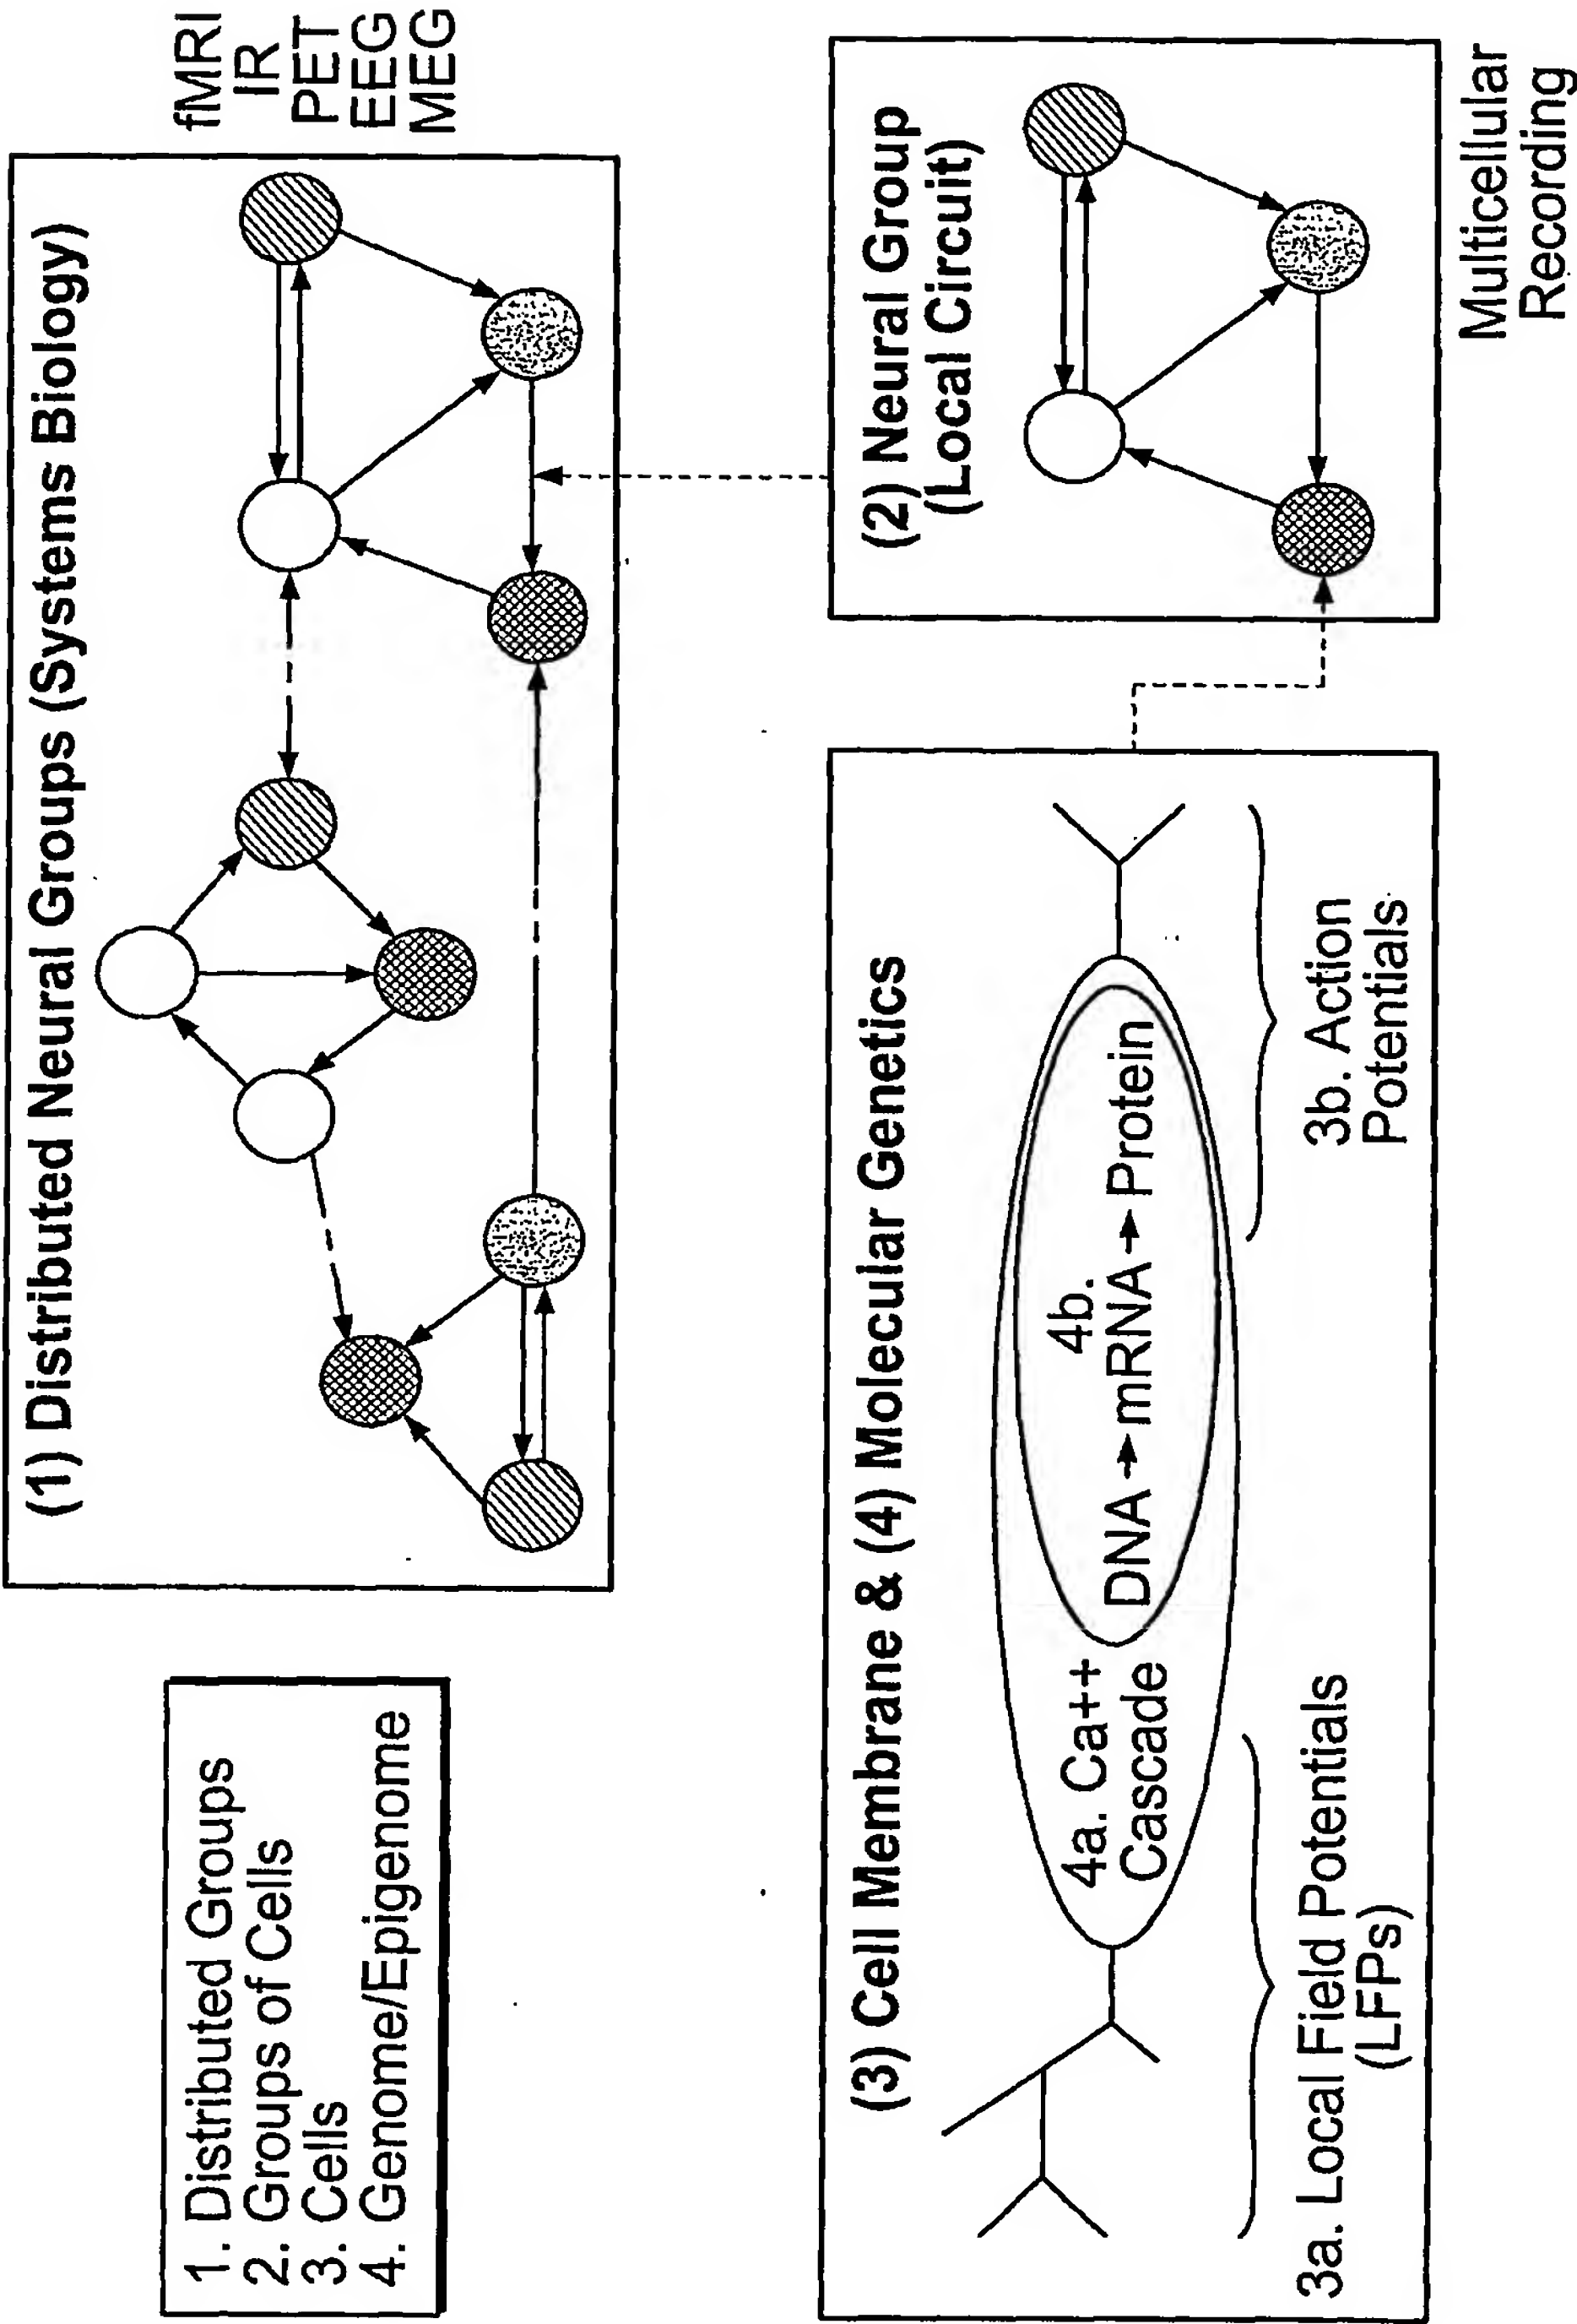 1. Distributed Groups
2. Groups of Cells
3. Cells
4. Genome/Epigenome
(1) Distributed Neural Groups (Systems Biology)
fMRI
IR
PET
EEG
MEG
(3) Cell Membrane & (4) Molecular Genetics
4a. Ca++
Cascade
4b.
DNA → mRNA → Protein
3a. Local Field Potentials
(LFPs)
3b. Action
Potentials
(2) Neural Group
(Local Circuit)
Multicellular
Recording